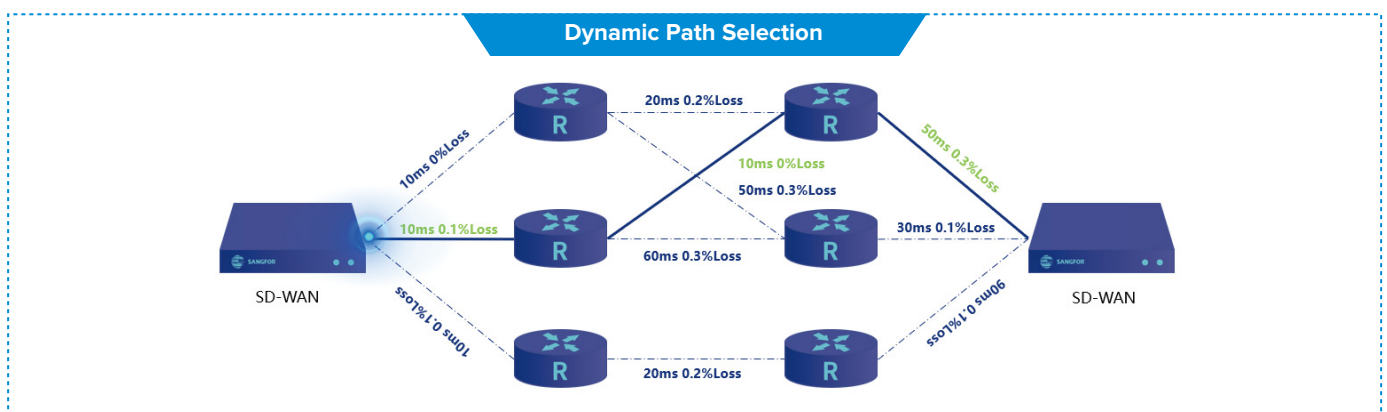 Dynamic Path Selection
20ms 0.2%Loss
R
R
10ms 0%Loss
50ms 0.3%Loss
10ms 0%Loss
50ms 0.3%Loss
10ms 0.1%Loss
R
R
30ms 0.1%Loss
60ms 0.3%Loss
SANGFOR
SANGFOR
SD-WAN
SD-WAN
10ms 0.1%Loss
90ms 0.1%Loss
R
R
20ms 0.2%Loss